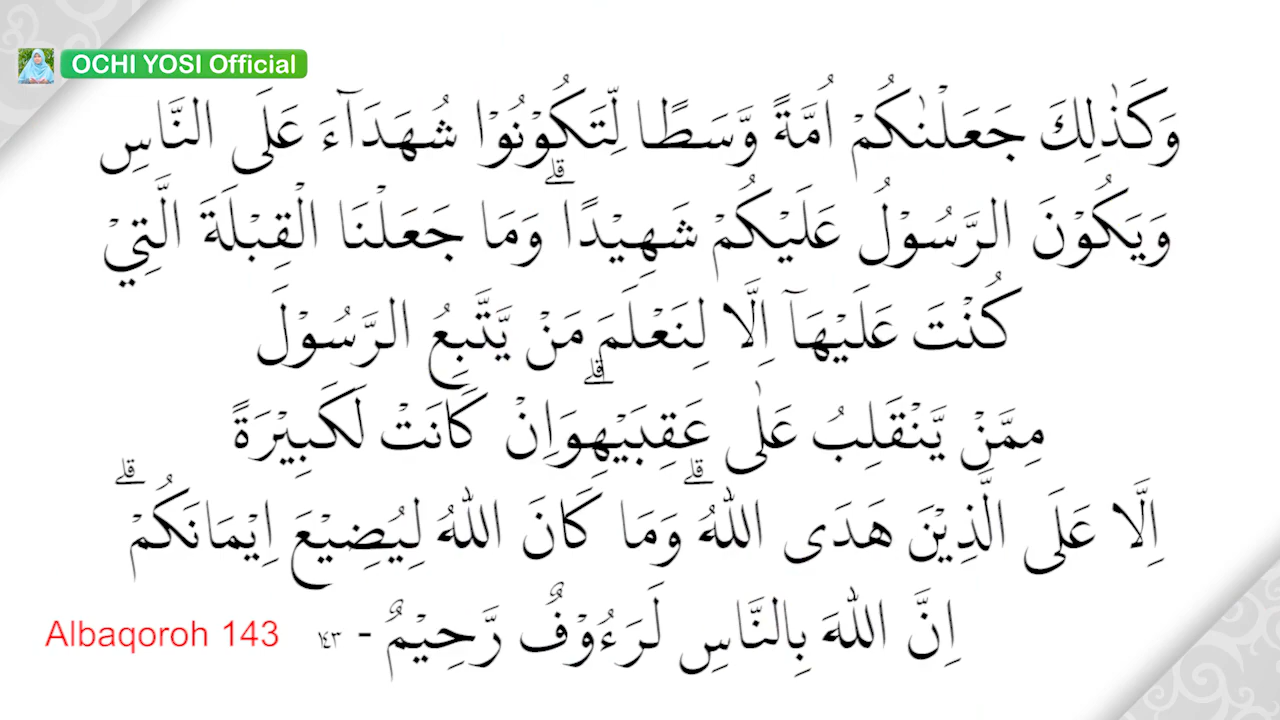 OCHI YOSI Official
وَكَذٰلِكَ جَعَلْنٰكُمْ اُمَّةً وَّسَطًا لِّتَكُوْنُوْا شُهَدَاۤءَ عَلَى النَّاسِ
وَيَكُوْنَ الرَّسُوْلُ عَلَيْكُمْ شَهِيْدًاۗ وَمَا جَعَلْنَا الْقِبْلَةَ الَّتِيْ
كُنْتَ عَلَيْهَآ اِلَّا لِنَعْلَمَ مَنْ يَّتَّبِعُ الرَّسُوْلَ
مِمَّنْ يَّنْقَلِبُ عَلٰى عَقِبَيْهِۗوَاِنْ كَانَتْ لَكَبِيْرَةً
اِلَّا عَلَى الَّذِيْنَ هَدَى اللّٰهُۗ وَمَا كَانَ اللّٰهُ لِيُضِيْعَ اِيْمَانَكُمْۗ
اِنَّ اللّٰهَ بِالنَّاسِ لَرَءُوْفٌ رَّحِيْمٌ - ١٤٣
Albaqoroh 143